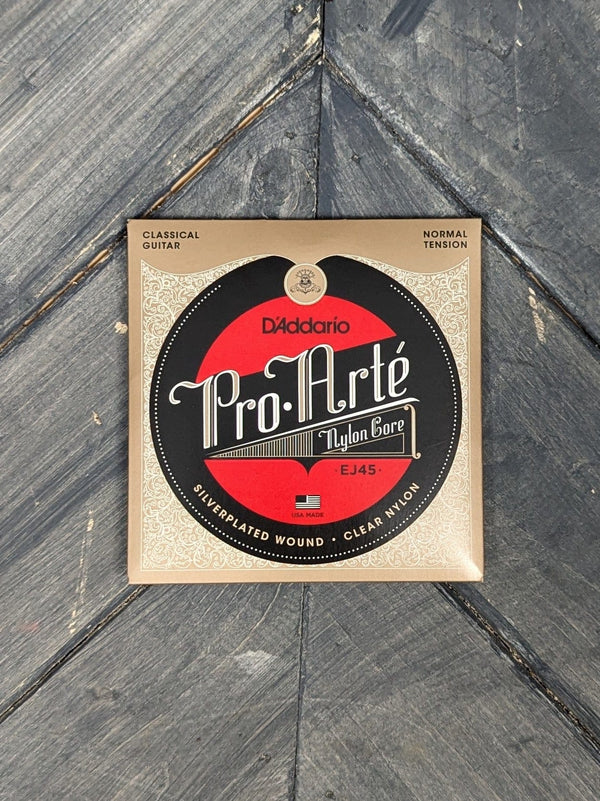 CLASSICAL
GUITAR
NORMAL
TENSION
D'Addario
Pro·Arté
Nylon Core
·EJ45·
USA MADE
SILVERPLATED WOUND • CLEAR NYLON